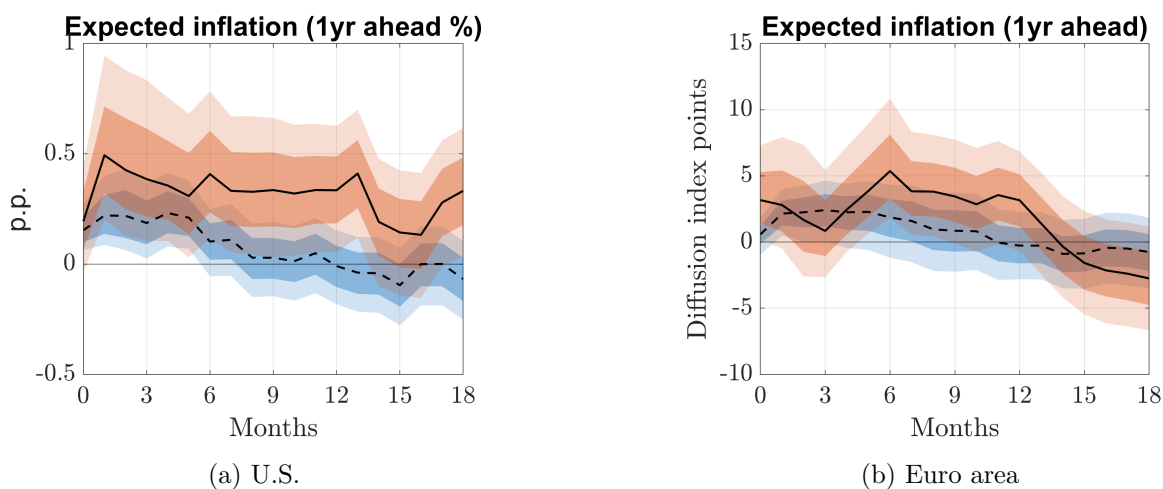 Expected inflation (1yr ahead %)
1
0.5
0
-0.5
p.p.
0 3 6 9 12 15 18
Months
(a) U.S.
Expected inflation (1yr ahead)
15
10
5
0
-5
-10
Diffusion index points
0 3 6 9 12 15 18
Months
(b) Euro area